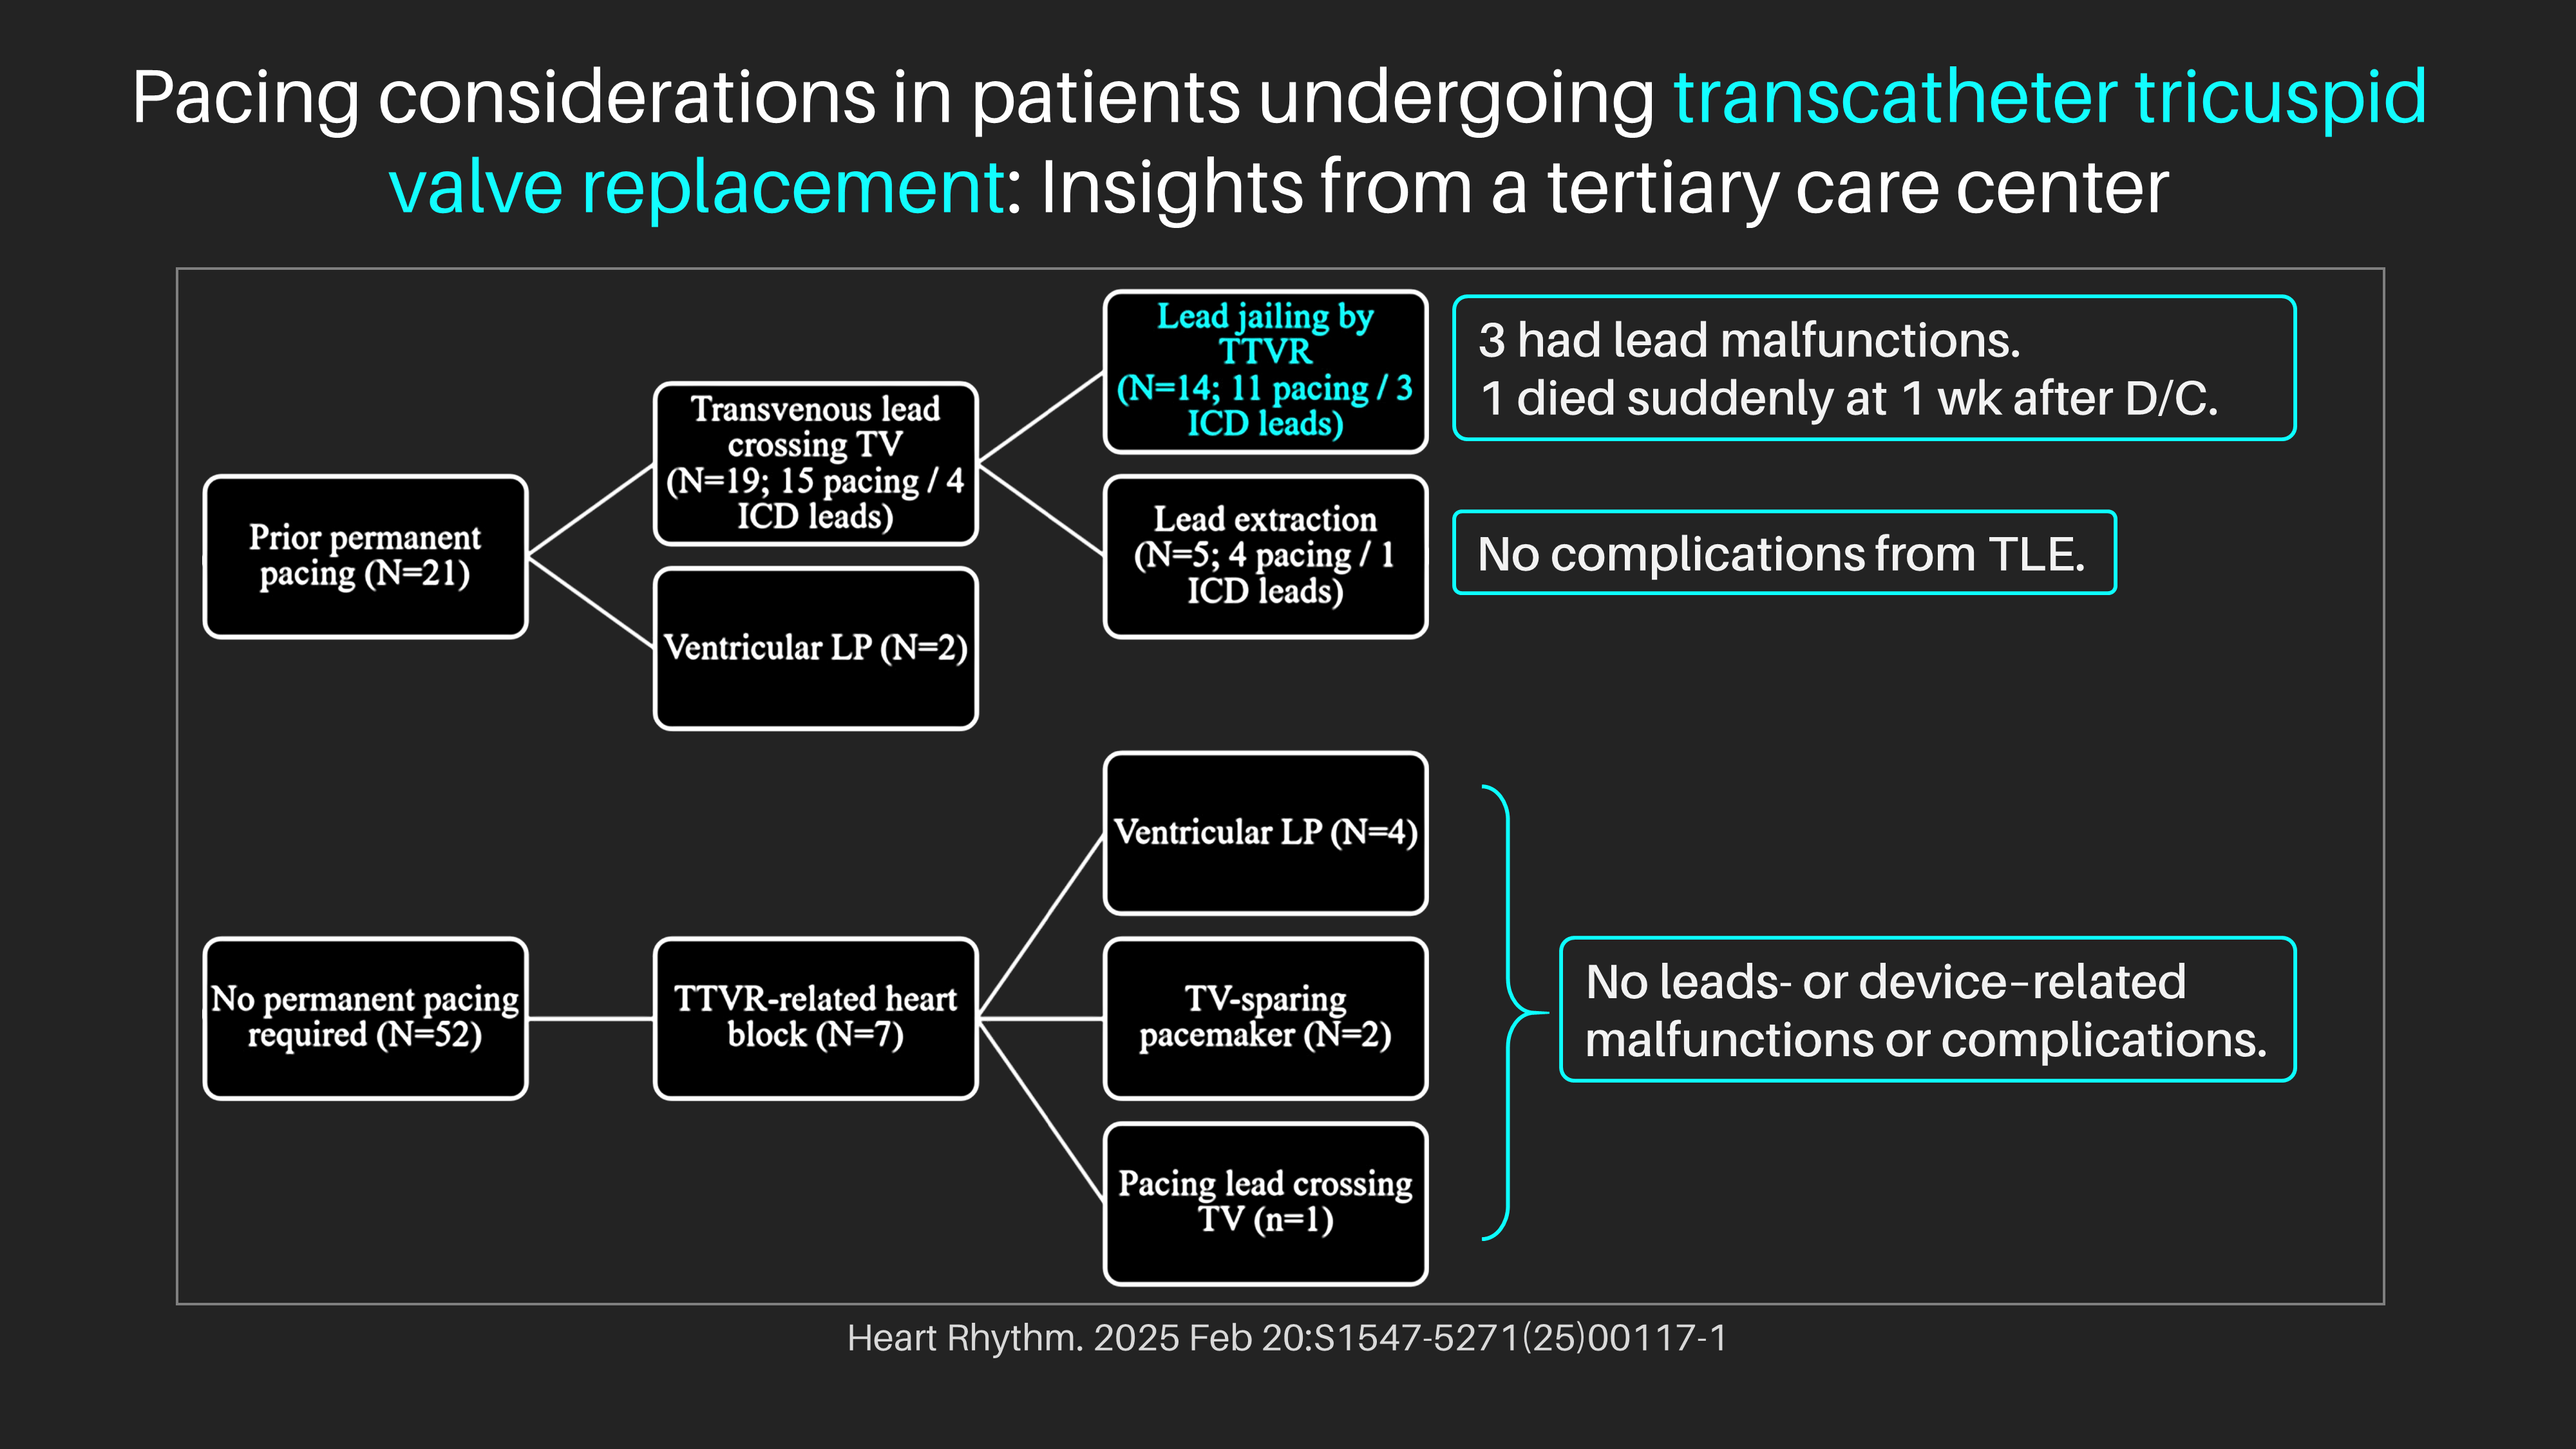 Pacing considerations in patients undergoing transcatheter tricuspid
valve replacement: Insights from a tertiary care center
Lead jailing by
TTVR
(N=14; 11 pacing / 3
ICD leads)
3 had lead malfunctions.
1 died suddenly at 1 wk after D/C.
Transvenous lead
crossing TV
(N=19; 15 pacing / 4
ICD leads)
Prior permanent
pacing (N=21)
Lead extraction
(N=5; 4 pacing / 1
ICD leads)
No complications from TLE.
Ventricular LP (N=2)
Ventricular LP (N=4)
No permanent pacing
required (N=52)
TTVR-related heart
block (N=7)
TV-sparing
pacemaker (N=2)
No leads- or device–related
malfunctions or complications.
Pacing lead crossing
TV (n=1)
Heart Rhythm. 2025 Feb 20:S1547-5271(25)00117-1